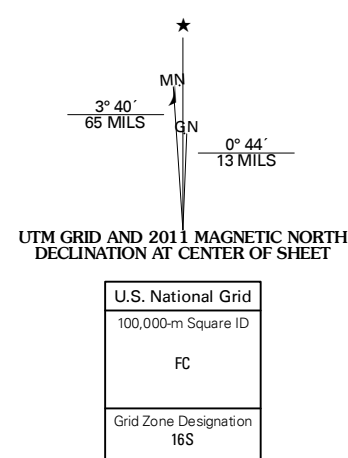 ★
MN
3° 40´
65 MILS
GN
0° 44´
13 MILS
UTM GRID AND 2011 MAGNETIC NORTH
DECLINATION AT CENTER OF SHEET
U.S. National Grid
100,000-m Square ID
FC
Grid Zone Designation
16S